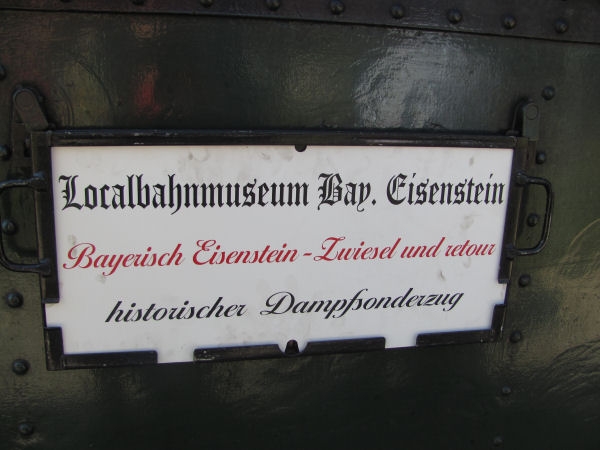 Localbahnmuseum Bay. Eisenstein
Bayerisch Eisenstein - Zwiesel und retour
historischer Dampfsonderzug